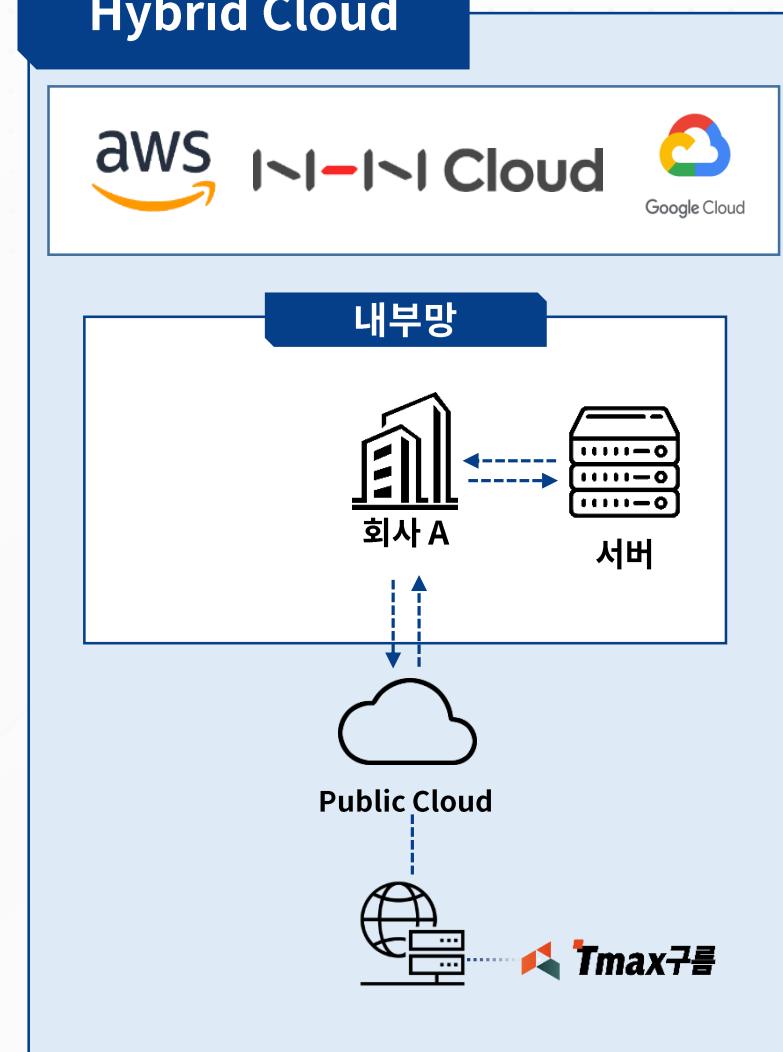 Hybrid Cloud
aws
NHN Cloud
Google Cloud
내부망
회사 A
서버
Public Cloud
Tmax구름